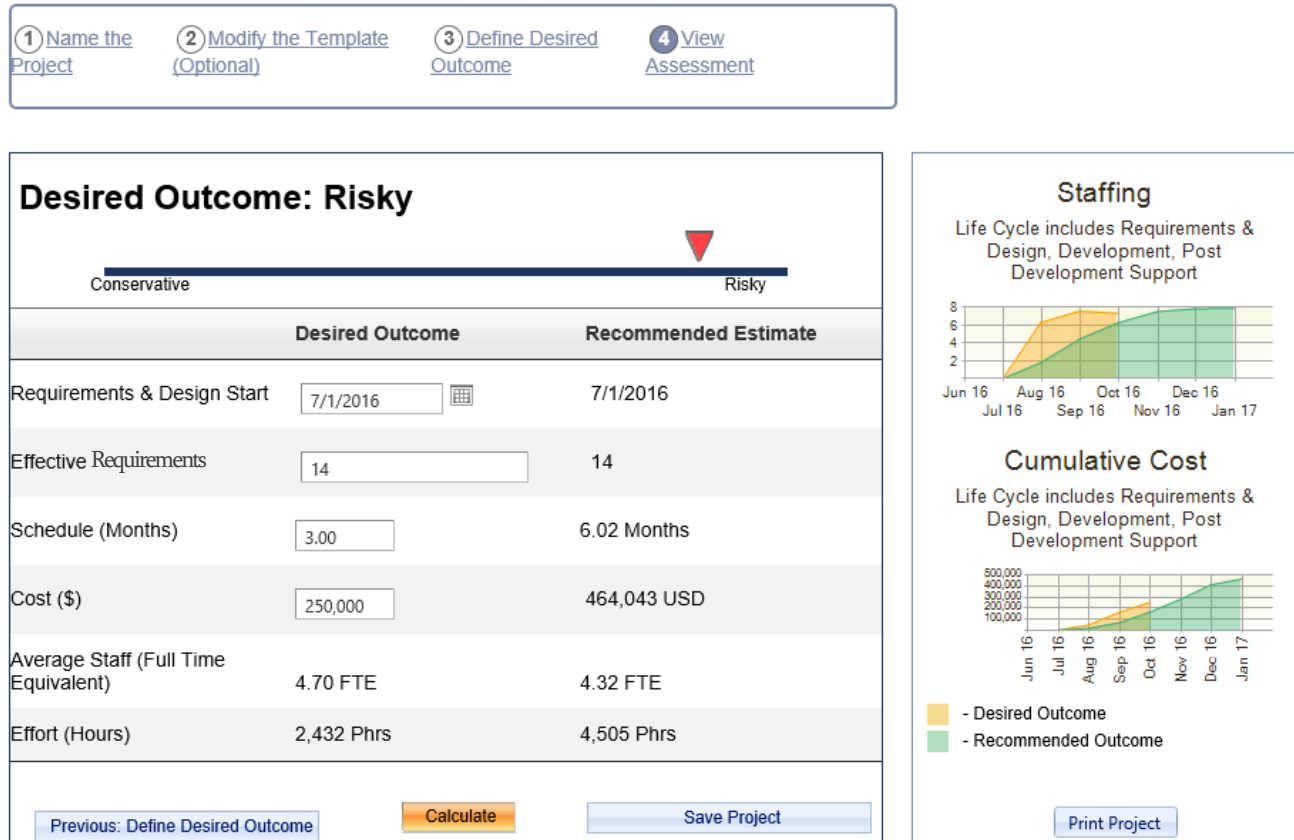 1 Name the Project
2 Modify the Template (Optional)
3 Define Desired Outcome
4 View Assessment
Desired Outcome: Risky
Conservative
Risky
Desired Outcome
Recommended Estimate
Requirements & Design Start
7/1/2016
7/1/2016
Effective Requirements
14
14
Schedule (Months)
3.00
6.02 Months
Cost ($)
250,000
464,043 USD
Average Staff (Full Time
Equivalent)
4.70 FTE
4.32 FTE
Effort (Hours)
2,432 Phrs
4,505 Phrs
Previous: Define Desired Outcome
Calculate
Save Project
Staffing
Life Cycle includes Requirements &
Design, Development, Post
Development Support
8
6
4
2
Jun 16
Aug 16
Oct 16
Dec 16
Jul 16
Sep 16
Nov 16
Jan 17
Cumulative Cost
Life Cycle includes Requirements &
Design, Development, Post
Development Support
500,000
400,000
300,000
200,000
100,000
Jun 16
Jul 16
Aug 16
Sep 16
Oct 16
Nov 16
Dec 16
Jan 17
- Desired Outcome
- Recommended Outcome
Print Project